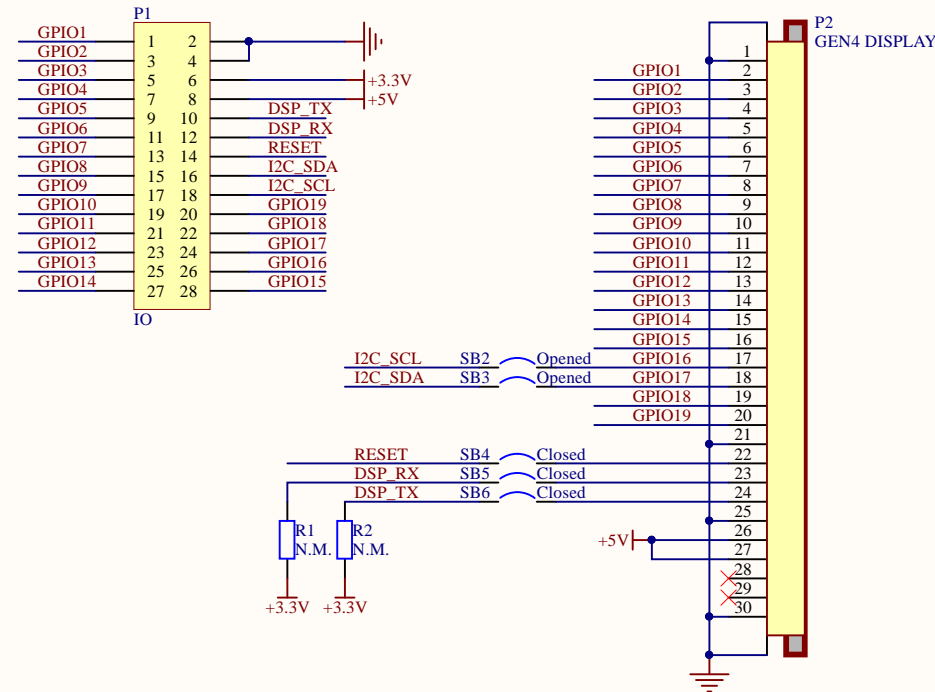 P1
GPIO1 1 2
GPIO2 3 4
GPIO3 5 6 +3.3V
GPIO4 7 8 +5V
GPIO5 9 10 DSP_TX
GPIO6 11 12 DSP_RX
GPIO7 13 14 RESET
GPIO8 15 16 I2C_SDA
GPIO9 17 18 I2C_SCL
GPIO10 19 20 GPIO19
GPIO11 21 22 GPIO18
GPIO12 23 24 GPIO17
GPIO13 25 26 GPIO16
GPIO14 27 28 GPIO15
IO
P2
GEN4 DISPLAY
1
GPIO1 2
GPIO2 3
GPIO3 4
GPIO4 5
GPIO5 6
GPIO6 7
GPIO7 8
GPIO8 9
GPIO9 10
GPIO10 11
GPIO11 12
GPIO12 13
GPIO13 14
GPIO14 15
GPIO15 16
I2C_SCL SB2 Opened GPIO16 17
I2C_SDA SB3 Opened GPIO17 18
GPIO18 19
GPIO19 20
21
RESET SB4 Closed 22
DSP_RX SB5 Closed 23
DSP_TX SB6 Closed 24
25
+5V 26
27
28
29
30
R1 R2
N.M. N.M.
+3.3V +3.3V